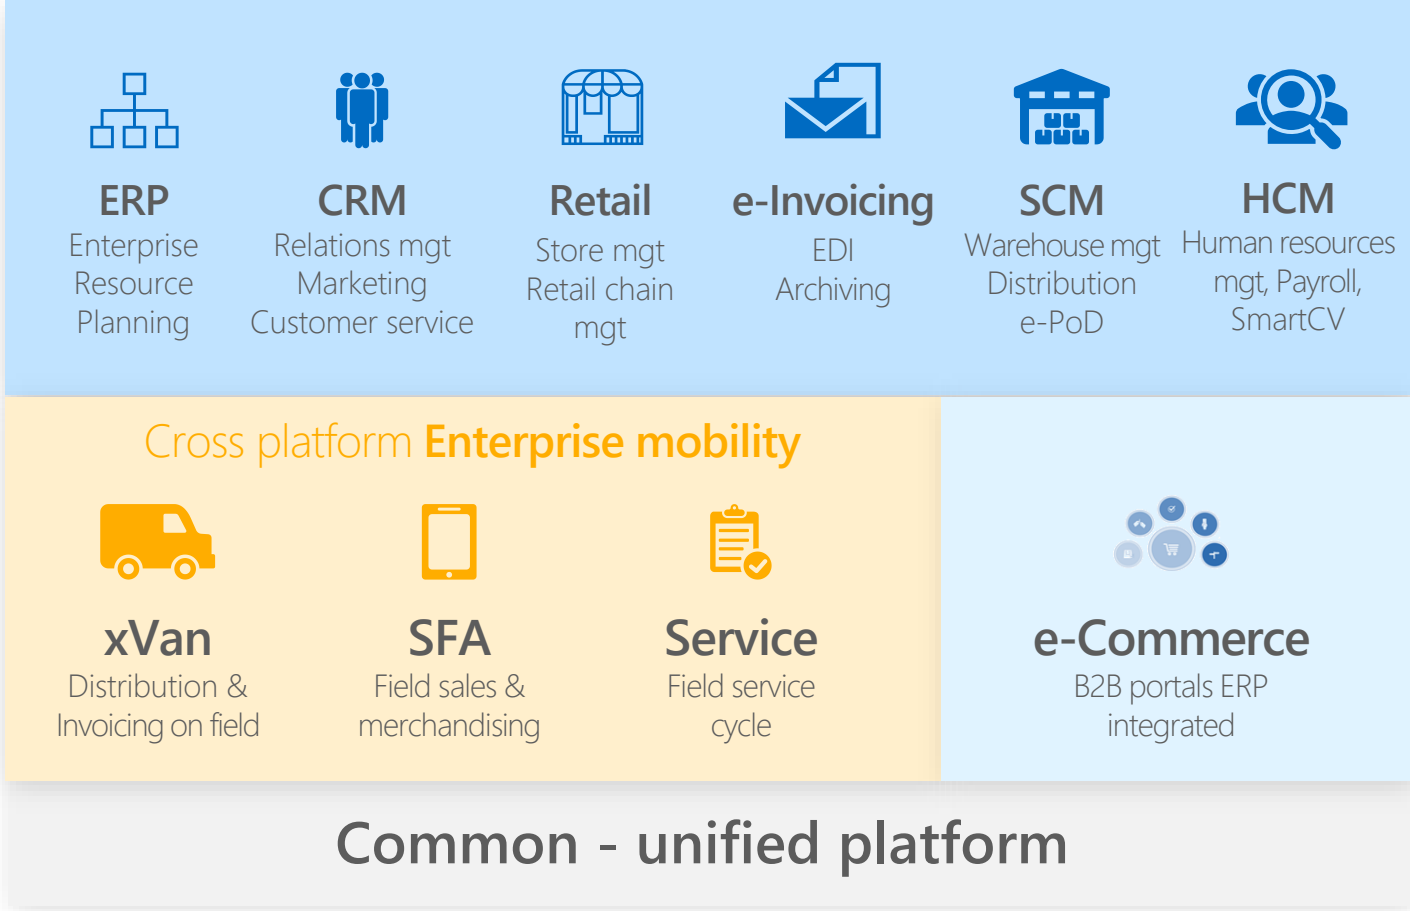 ERP
Enterprise
Resource
Planning
CRM
Relations mgt
Marketing
Customer service
Retail
Store mgt
Retail chain
mgt
e-Invoicing
EDI
Archiving
SCM
Warehouse mgt
Distribution
e-PoD
HCM
Human resources
mgt, Payroll,
SmartCV
Cross platform Enterprise mobility
xVan
Distribution &
Invoicing on field
SFA
Field sales &
merchandising
Service
Field service
cycle
e-Commerce
B2B portals ERP
integrated
Common - unified platform